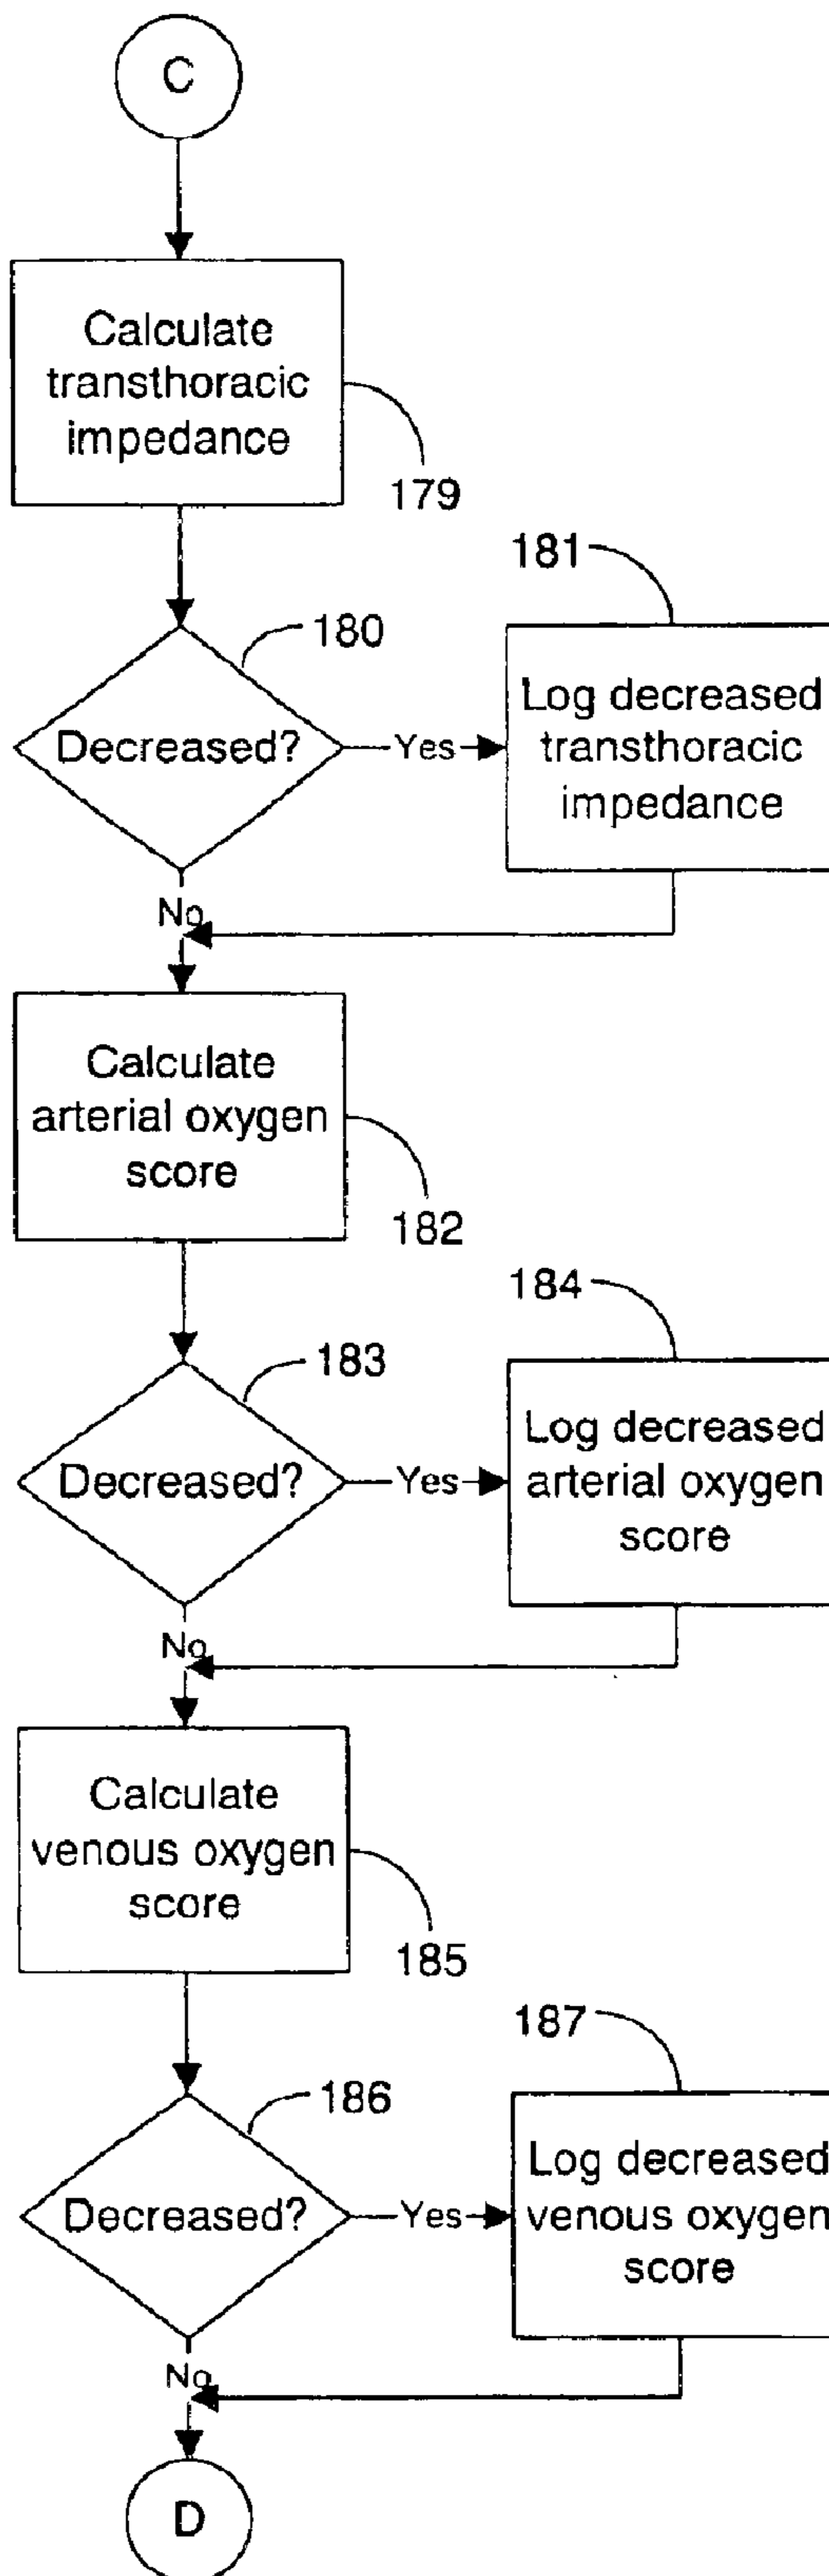 C
Calculate
transthoracic
impedance
179
181
180
Decreased?
Yes
Log decreased
transthoracic
impedance
No
Calculate
arterial oxygen
score
182
184
183
Decreased?
Yes
Log decreased
arterial oxygen
score
No
Calculate
venous oxygen
score
185
187
186
Decreased?
Yes
Log decreased
venous oxygen
score
No
D